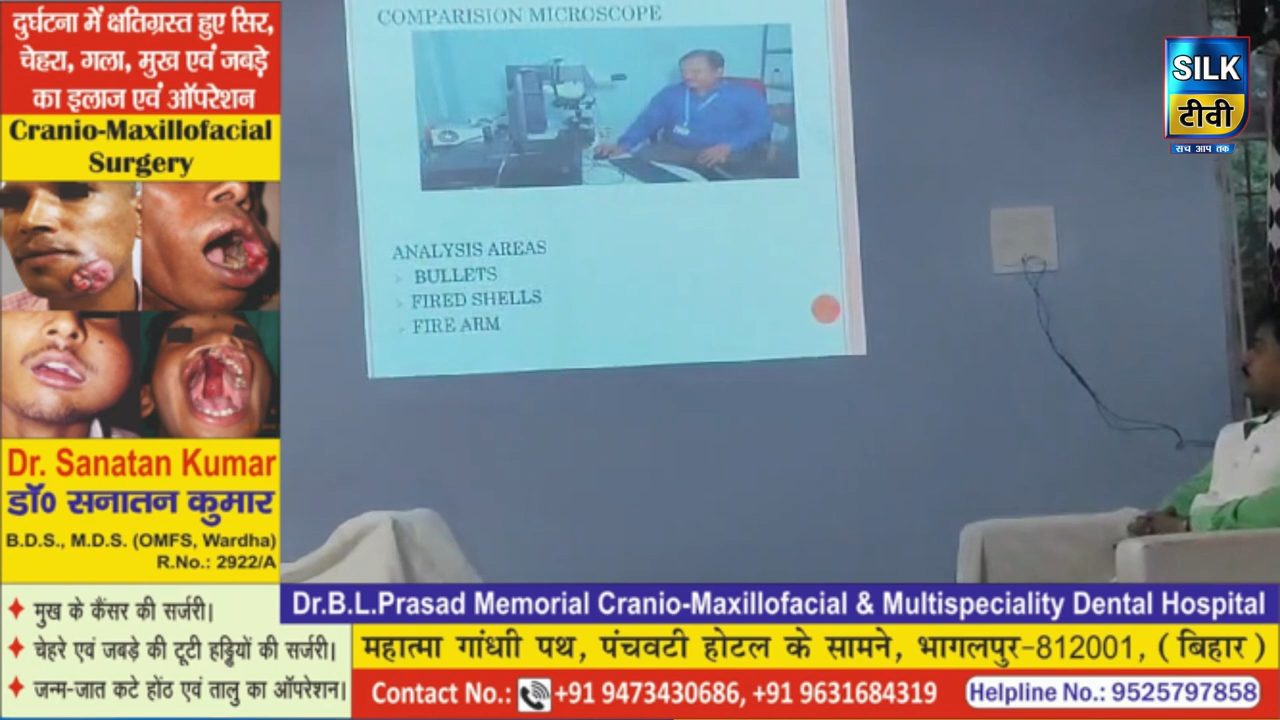 दुर्घटना में क्षतिग्रस्त हुए सिर,
चेहरा, गला, मुख एवं जबड़े
का इलाज एवं ऑपरेशन
Cranio-Maxillofacial
Surgery
Dr. Sanatan Kumar
डॉ० सनातन कुमार
B.D.S., M.D.S. (OMFS, Wardha)
R.No.: 2922/A
मुख के कैंसर की सर्जरी।
चेहरे एवं जबड़े की टूटी हड्डियों की सर्जरी।
जन्म-जात कटे होंठ एवं तालु का ऑपरेशन।
COMPARISION MICROSCOPE
ANALYSIS AREAS
BULLETS
FIRED SHELLS
FIRE ARM
SILK
टीवी
सच आप तक
Dr.B.L.Prasad Memorial Cranio-Maxillofacial & Multispeciality Dental Hospital
महात्मा गांधाी पथ, पंचवटी होटल के सामने, भागलपुर-812001, ( बिहार )
Contact No.: +91 9473430686, +91 9631684319
Helpline No.: 9525797858